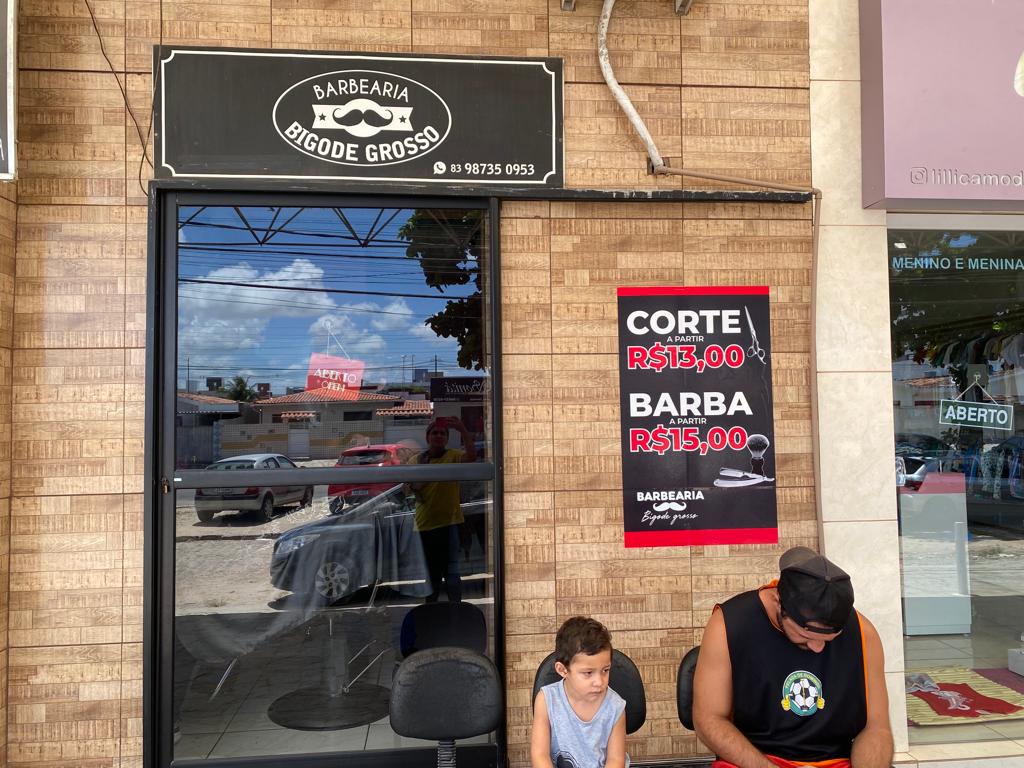 BARBEARIA
BIGODE GROSSO
83 98735 0953
ABERTO
OPEN
CORTE
A PARTIR
R$13,00
BARBA
A PARTIR
R$15,00
BARBEARIA
Bigode grosso
lillicamod
MENINO E MENINA
ABERTO